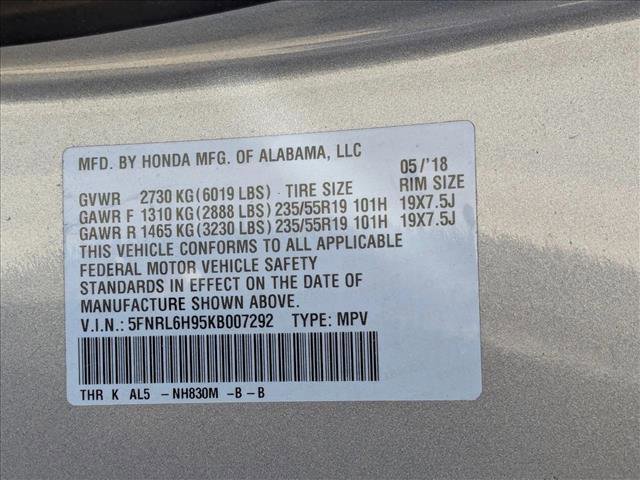 MFD. BY HONDA MFG. OF ALABAMA, LLC 05/'18
GVWR 2730 KG(6019 LBS) TIRE SIZE RIM SIZE
GAWR F 1310 KG(2888 LBS) 235/55R19 101H 19X7.5J
GAWR R 1465 KG(3230 LBS) 235/55R19 101H 19X7.5J
THIS VEHICLE CONFORMS TO ALL APPLICABLE
FEDERAL MOTOR VEHICLE SAFETY
STANDARDS IN EFFECT ON THE DATE OF
MANUFACTURE SHOWN ABOVE.
V.I.N.: 5FNRL6H95KB007292 TYPE: MPV
THR K AL5 -NH830M -B -B